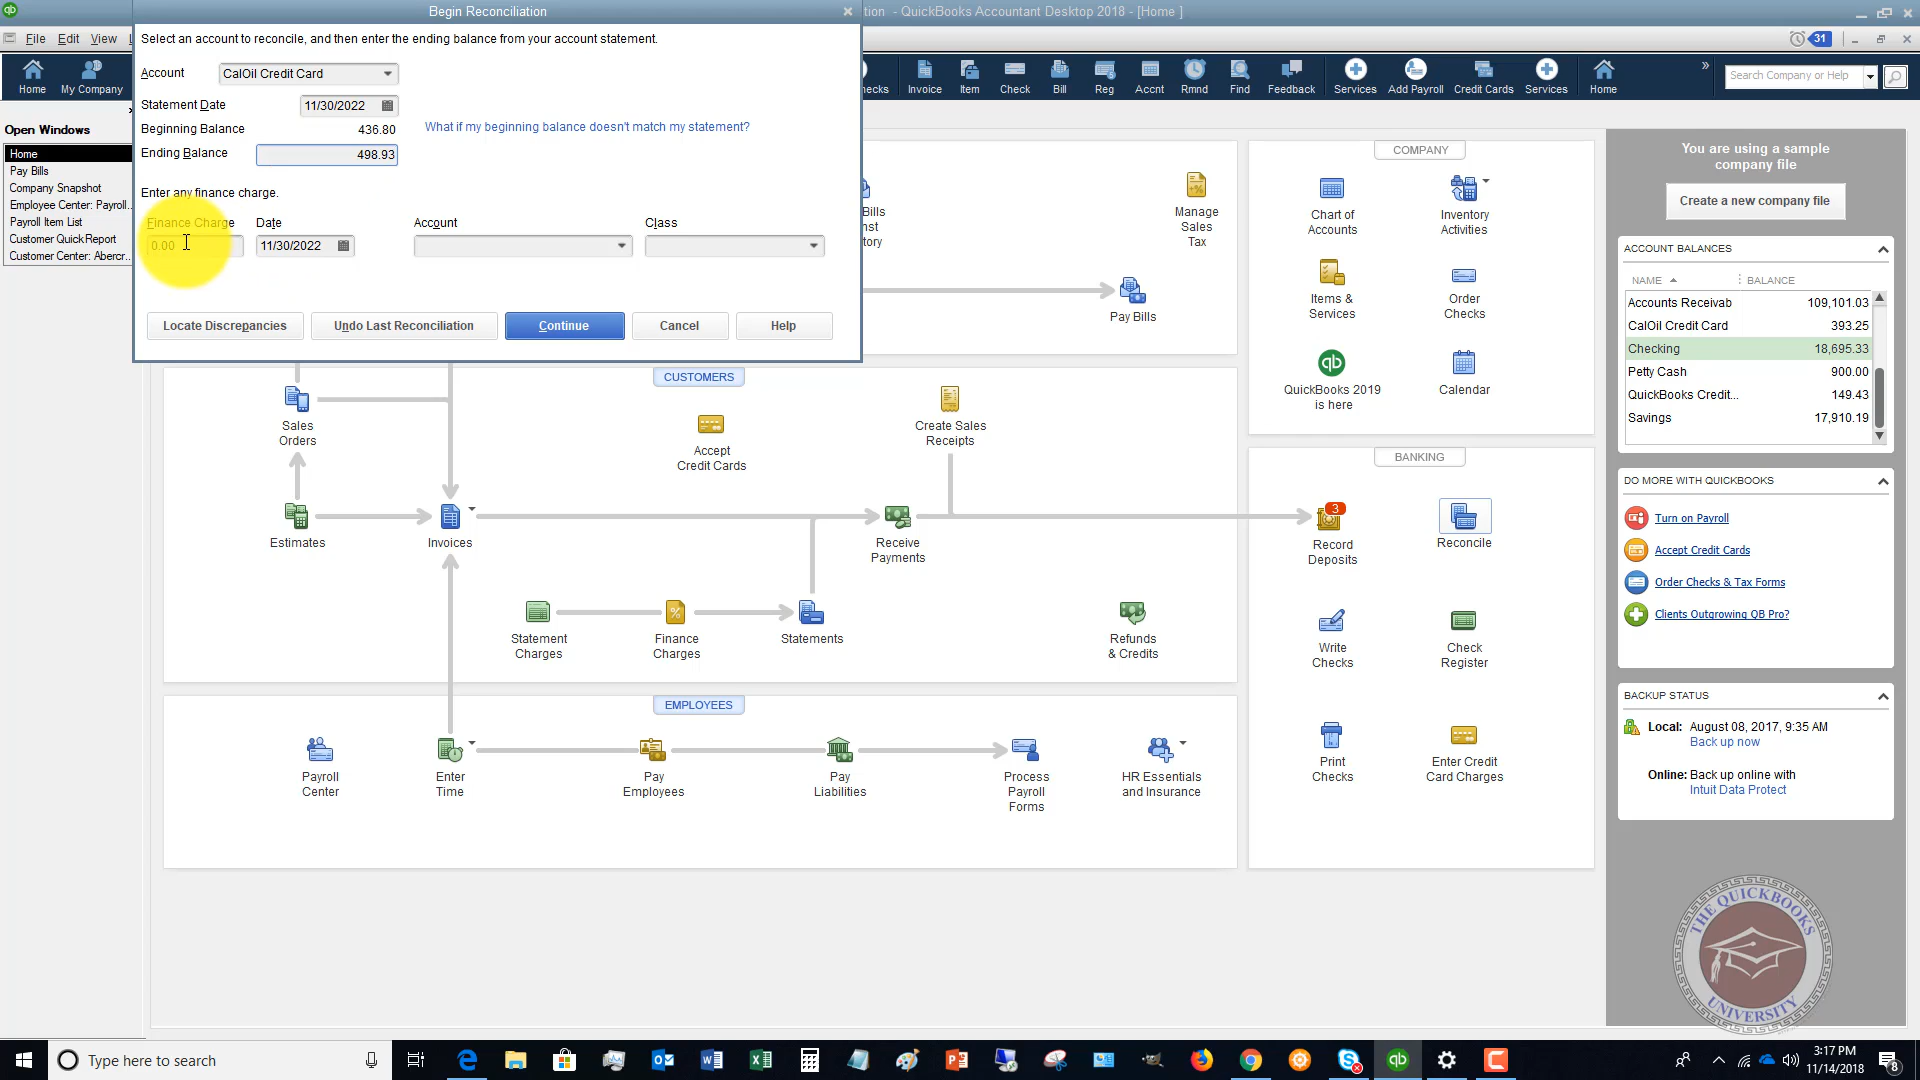 Begin Reconciliation
tion - QuickBooks Accountant Desktop 2018 - [Home ]
Select an account to reconcile, and then enter the ending balance from your account statement.
File Edit View
31
Account CalOil Credit Card
Statement Date 11/30/2022
Beginning Balance 436.80
What if my beginning balance doesn't match my statement?
Ending Balance 498.93
Enter any finance charge.
Finance Charge Date Account Class
0.00 11/30/2022
Locate Discrepancies Undo Last Reconciliation Continue Cancel Help
Home My Company
hecks Invoice Item Check Bill Reg Accnt Rmnd Find Feedback Services Add Payroll Credit Cards Services Home
Search Company or Help
Open Windows
Home
Pay Bills
Company Snapshot
Employee Center: Payroll...
Payroll Item List
Customer QuickReport
Customer Center: Abercr...
Bills
nst
tory
Manage
Sales
Tax
Pay Bills
CUSTOMERS
Sales
Orders
Accept
Credit Cards
Create Sales
Receipts
Estimates
Invoices
Receive
Payments
Statement
Charges
Finance
Charges
Statements
Refunds
& Credits
EMPLOYEES
Payroll
Center
Enter
Time
Pay
Employees
Pay
Liabilities
Process
Payroll
Forms
HR Essentials
and Insurance
COMPANY
Chart of
Accounts
Inventory
Activities
Items &
Services
Order
Checks
qb
QuickBooks 2019
is here
Calendar
BANKING
3
Record
Deposits
Reconcile
Write
Checks
Check
Register
Print
Checks
Enter Credit
Card Charges
You are using a sample
company file
Create a new company file
ACCOUNT BALANCES
NAME BALANCE
Accounts Receivab 109,101.03
CalOil Credit Card 393.25
Checking 18,695.33
Petty Cash 900.00
QuickBooks Credit... 149.43
Savings 17,910.19
DO MORE WITH QUICKBOOKS
Turn on Payroll
Accept Credit Cards
Order Checks & Tax Forms
Clients Outgrowing QB Pro?
BACKUP STATUS
Local: August 08, 2017, 9:35 AM
Back up now
Online: Back up online with
Intuit Data Protect
THE QUICKBOOKS
UNIVERSITY
Type here to search
3:17 PM
11/14/2018
8